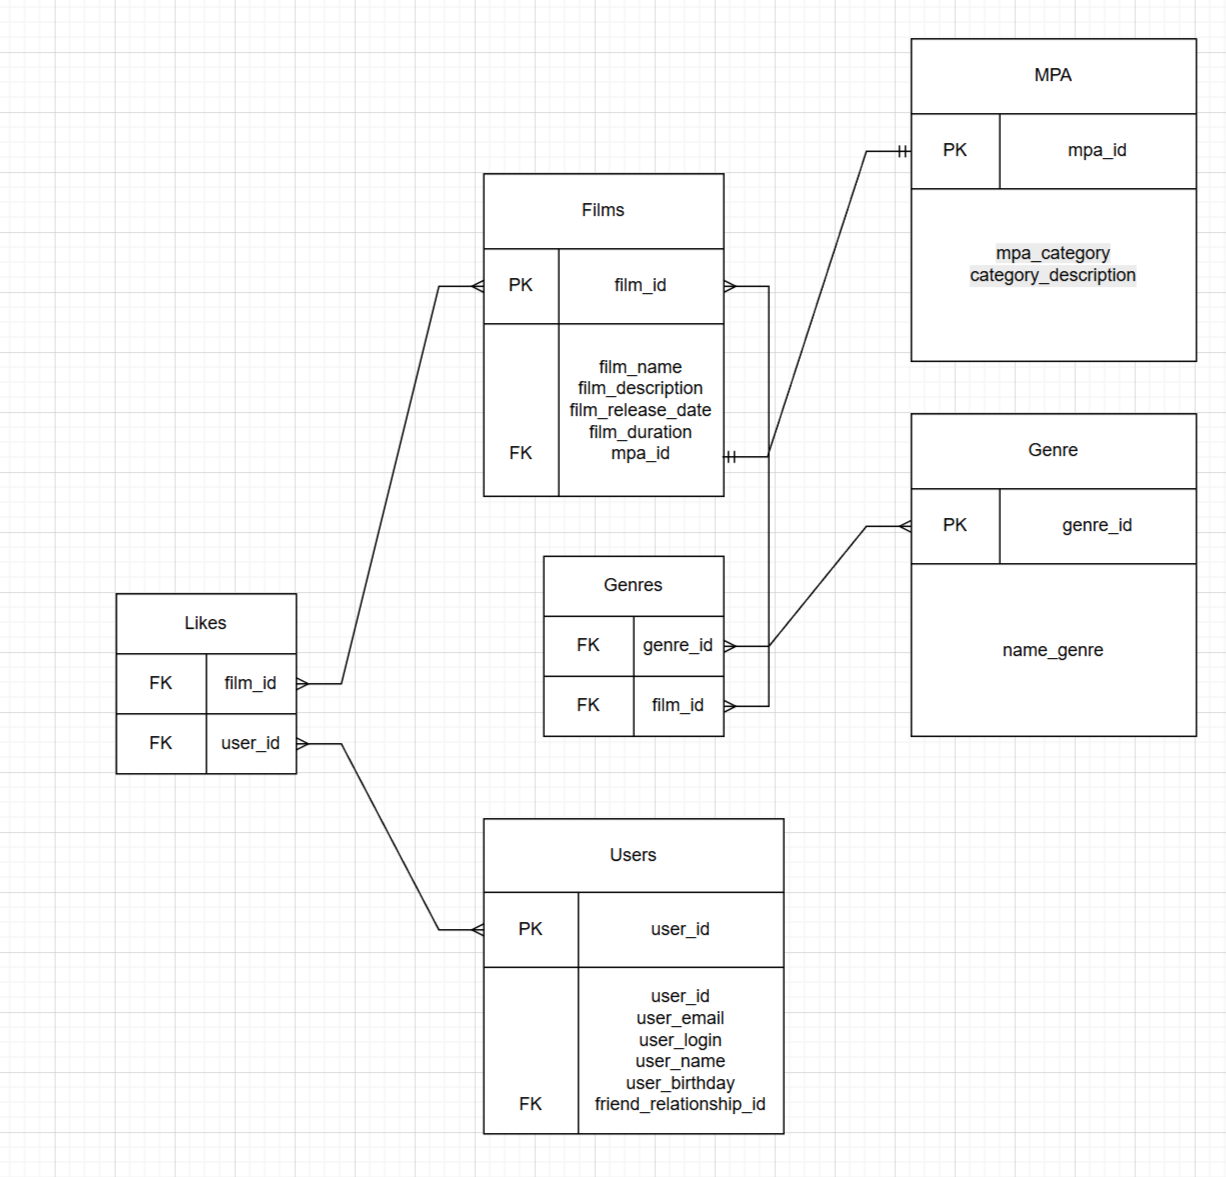 MPA
PK mpa_id
mpa_category
category_description
Films
PK film_id
film_name
film_description
film_release_date
film_duration
FK mpa_id
Genre
PK genre_id
name_genre
Genres
FK genre_id
FK film_id
Likes
FK film_id
FK user_id
Users
PK user_id
user_id
user_email
user_login
user_name
user_birthday
FK friend_relationship_id